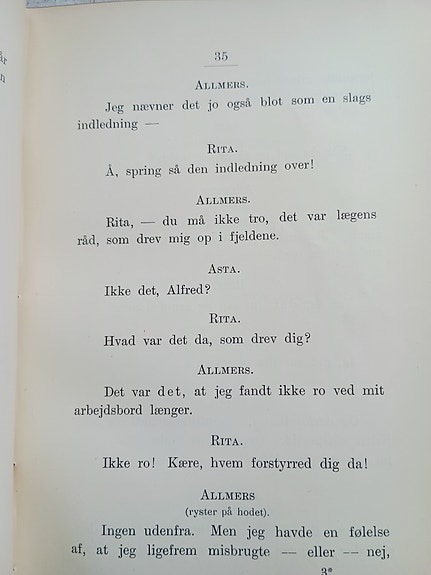 35
ALLMERS.
Jeg nævner det jo også blot som en slags
indledning —
RITA.
Å, spring så den indledning over!
ALLMERS.
Rita, — du må ikke tro, det var lægens
råd, som drev mig op i fjeldene.
ASTA.
Ikke det, Alfred?
RITA.
Hvad var det da, som drev dig?
ALLMERS.
Det var det, at jeg fandt ikke ro ved mit
arbejdsbord længer.
RITA.
Ikke ro! Kære, hvem forstyrred dig da!
ALLMERS
(ryster på hodet).
Ingen udenfra. Men jeg havde en følelse
af, at jeg ligefrem misbrugte — eller — nej,
3*